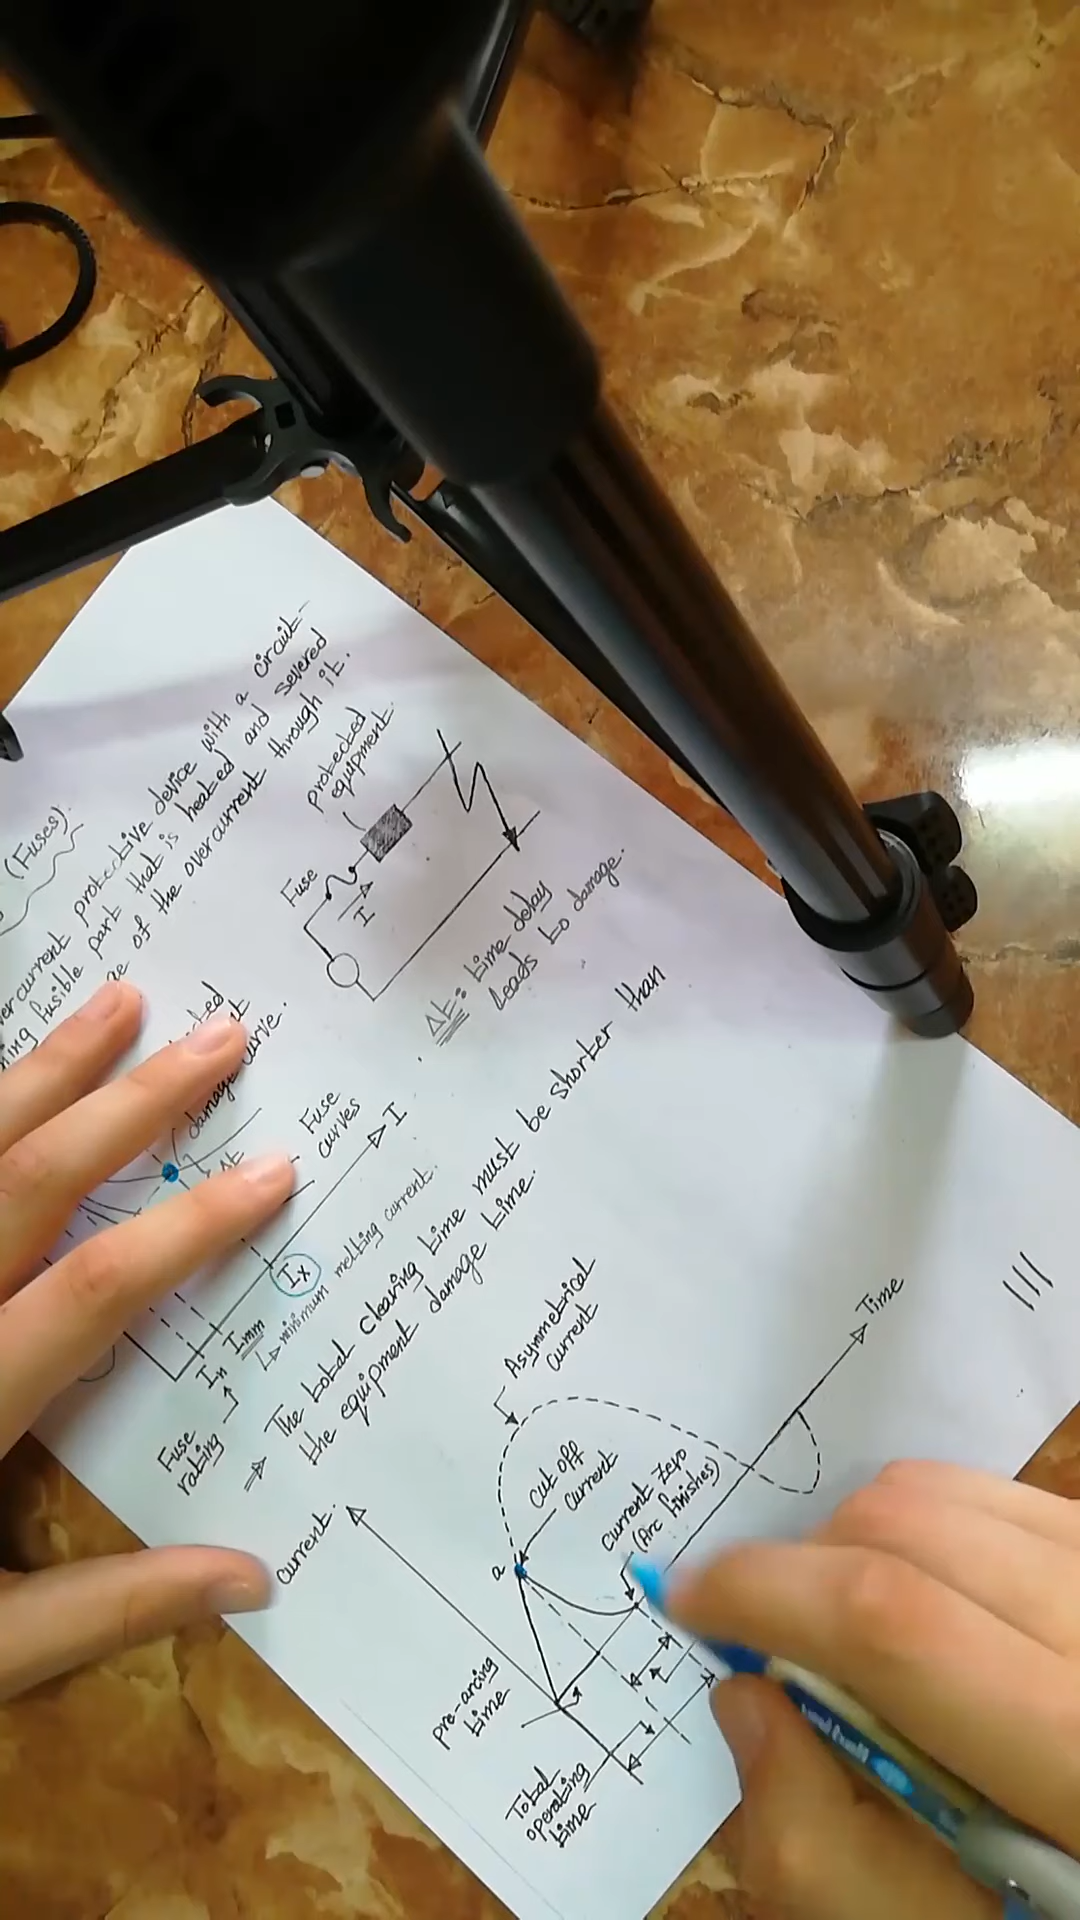 (Fuses).
current protective device with a circuit-
fusible part that is heated and severed
of the overcurrent through it.
protected
equipment.
Fuse
I
Δt: time delay
leads to damage.
damage curve.
Δt
Fuse
curves
I
Ix
In Imm
↳ minimum melting current.
Fuse
rating
⇒ The total clearing time must be shorter than
the equipment damage time.
Asymmetrical
current
Time
cut off
current
current zero
(Arc finishes)
current.
a
pre-arcing
time
Total
operating
time